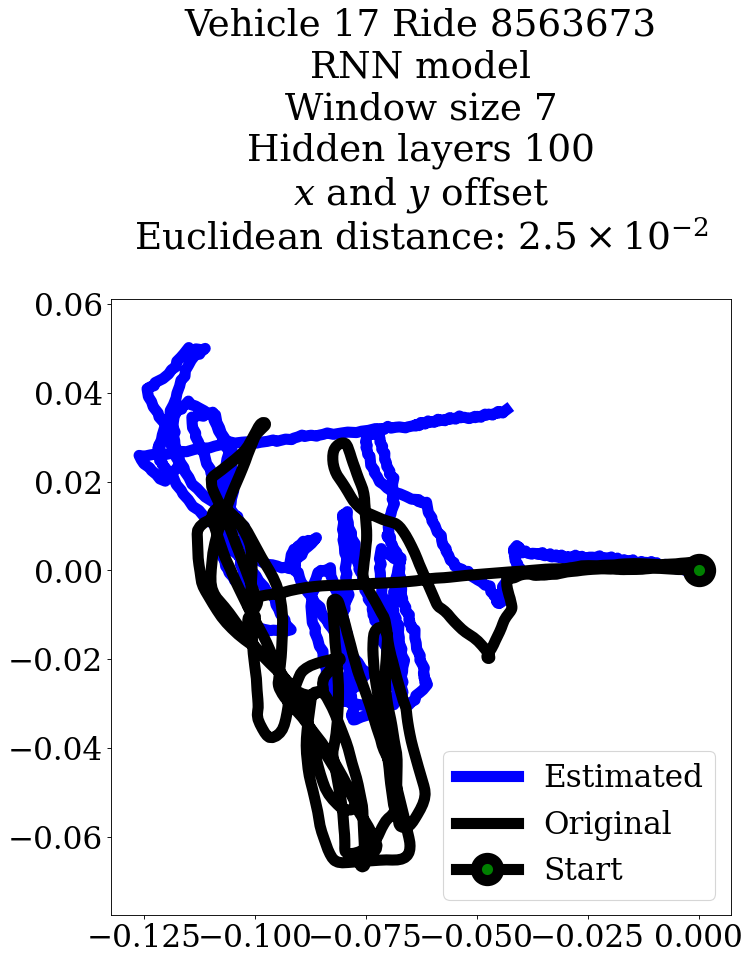 Vehicle 17 Ride 8563673
RNN model
Window size 7
Hidden layers 100
x and y offset
Euclidean distance: 2.5 × 10⁻²
0.06
0.04
0.02
0.00
−0.02
−0.04
−0.06
Estimated
Original
Start
−0.125 −0.100 −0.075 −0.050 −0.025 0.000